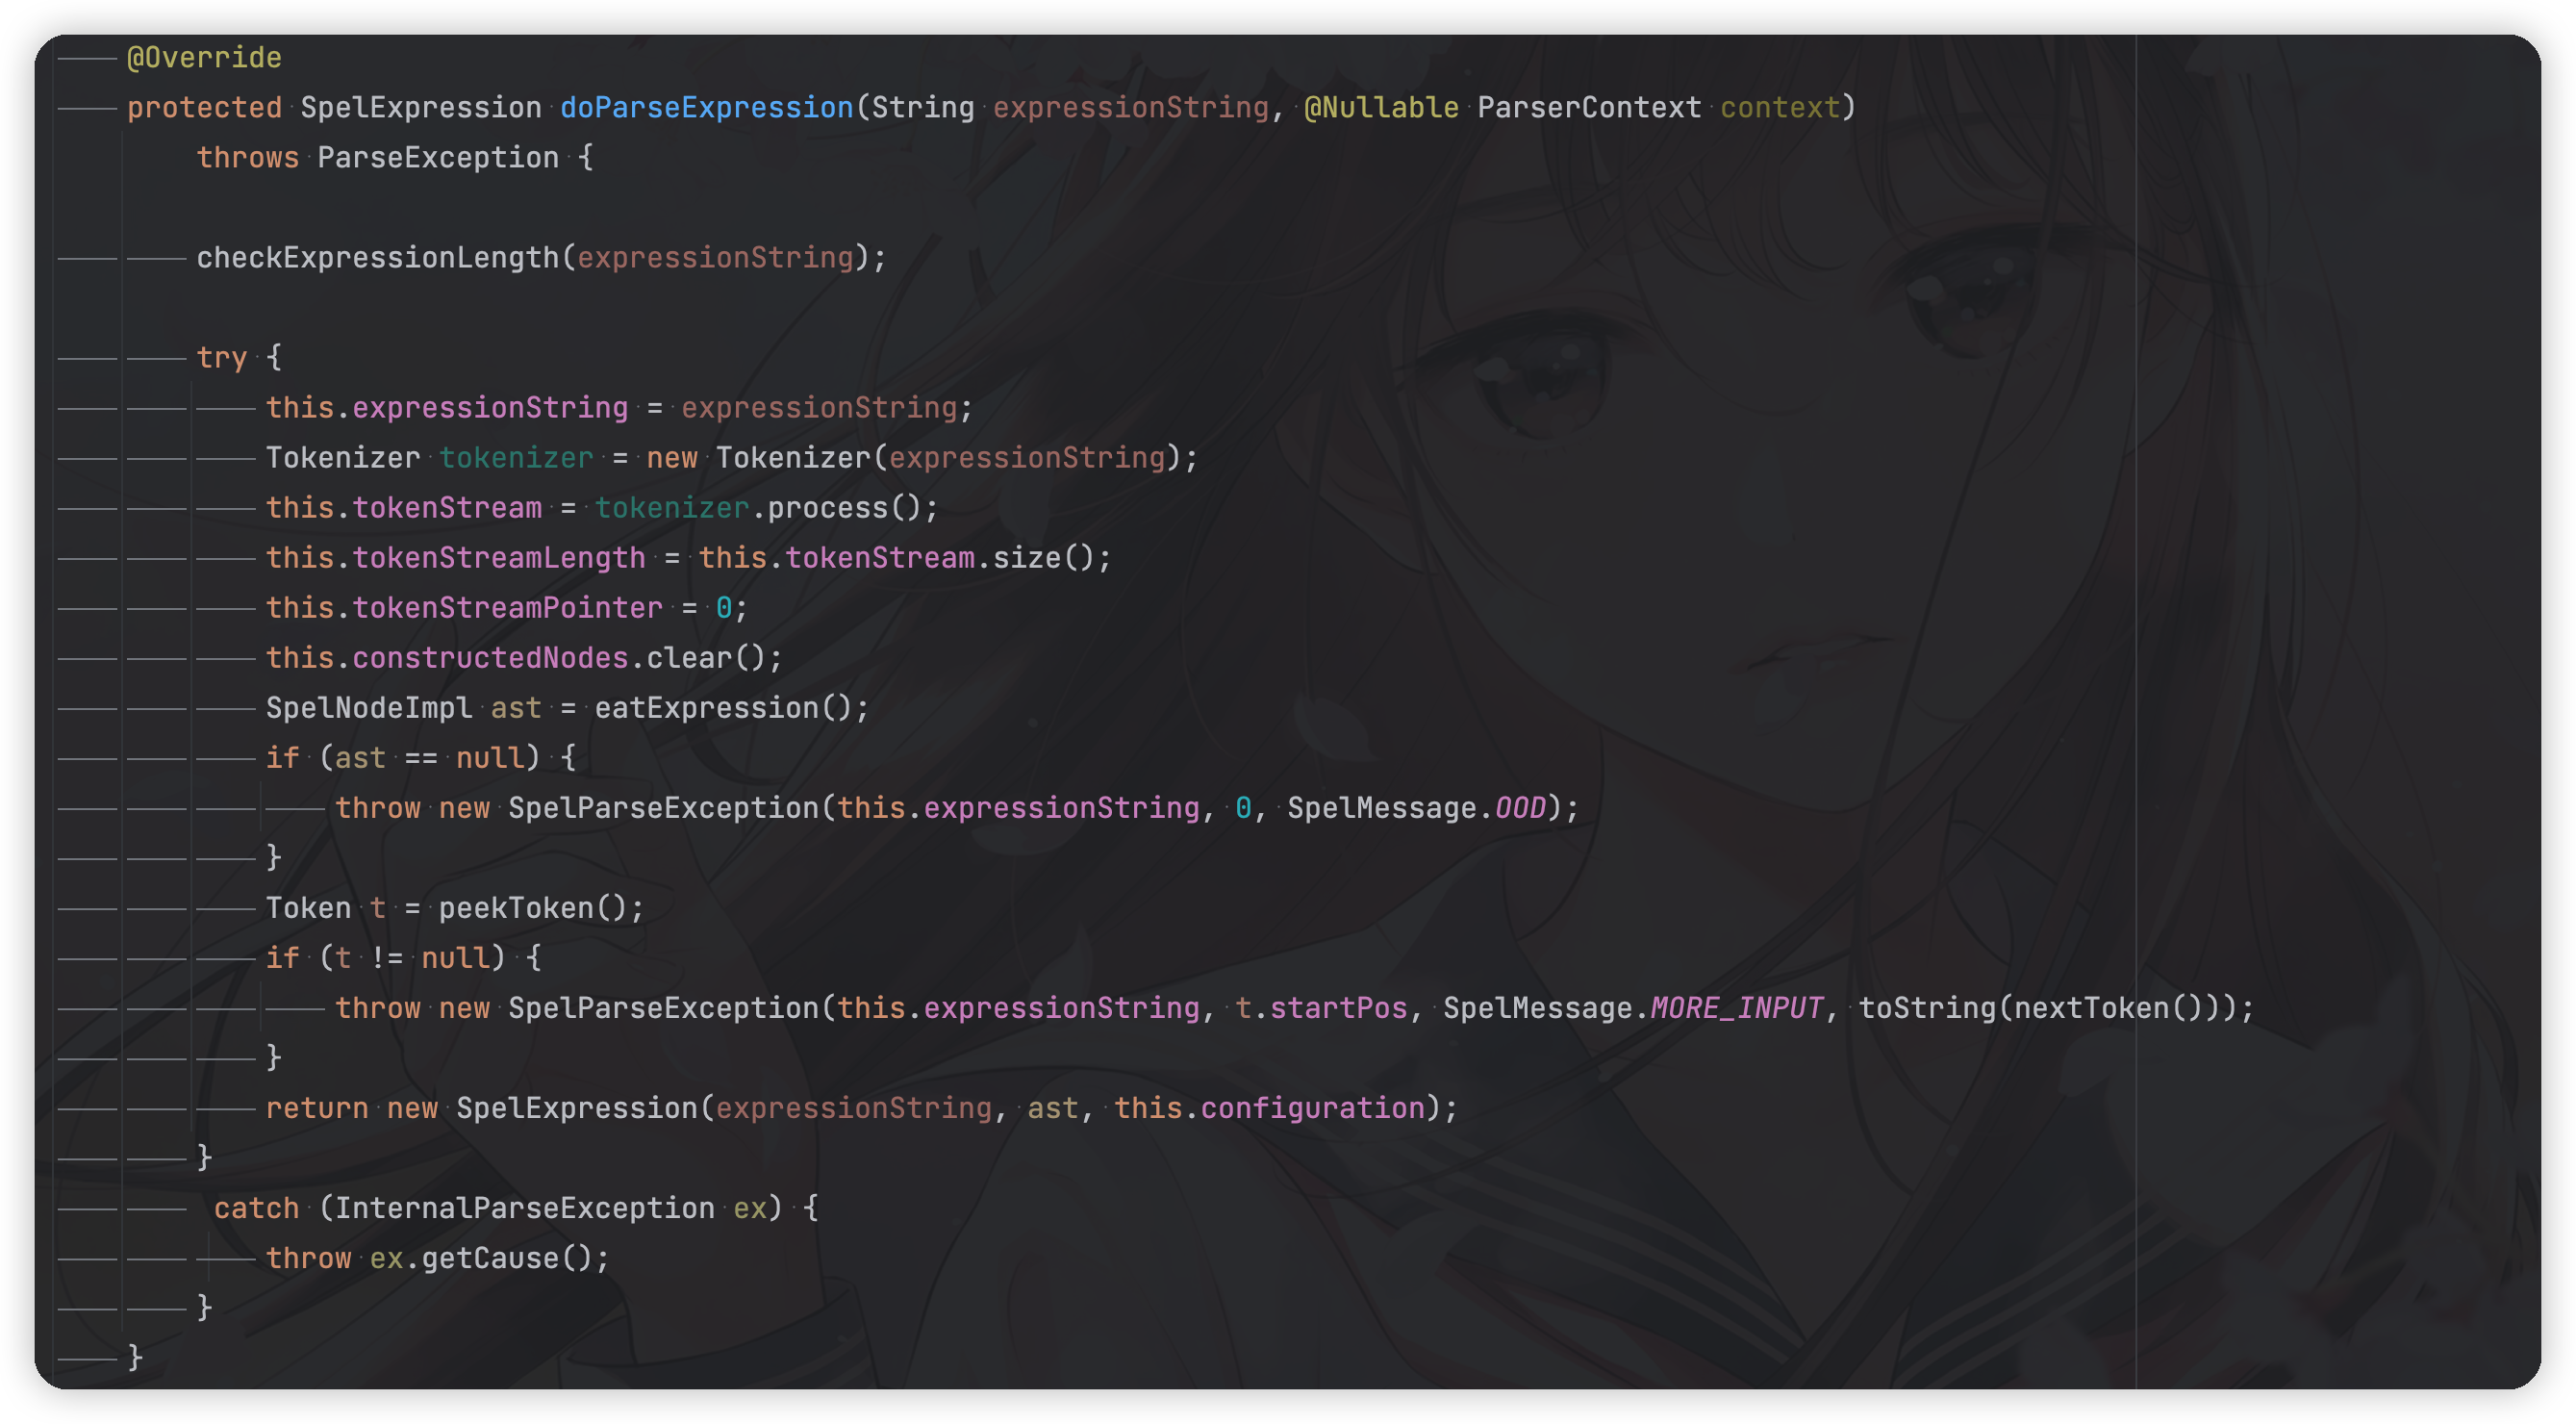 @Override
protected SpelExpression doParseExpression(String expressionString, @Nullable ParserContext context)
throws ParseException {
checkExpressionLength(expressionString);
try {
this.expressionString = expressionString;
Tokenizer tokenizer = new Tokenizer(expressionString);
this.tokenStream = tokenizer.process();
this.tokenStreamLength = this.tokenStream.size();
this.tokenStreamPointer = 0;
this.constructedNodes.clear();
SpelNodeImpl ast = eatExpression();
if (ast == null) {
throw new SpelParseException(this.expressionString, 0, SpelMessage.OOD);
}
Token t = peekToken();
if (t != null) {
throw new SpelParseException(this.expressionString, t.startPos, SpelMessage.MORE_INPUT, toString(nextToken()));
}
return new SpelExpression(expressionString, ast, this.configuration);
}
catch (InternalParseException ex) {
throw ex.getCause();
}
}